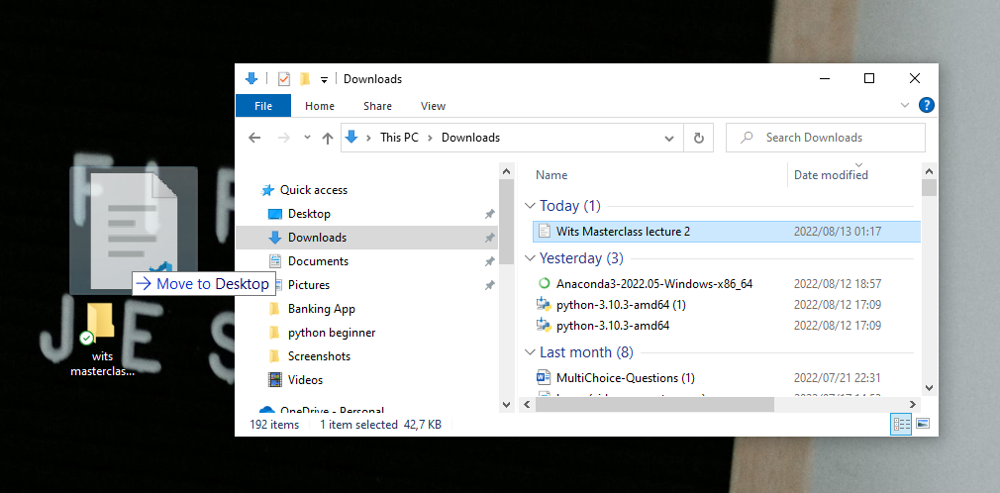 Downloads
File Home Share View
This PC Downloads
Search Downloads
Quick access
Desktop
Downloads
Documents
Pictures
Banking App
python beginner
Screenshots
Videos
OneDrive - Personal
Name Date modified
Today (1)
Wits Masterclass lecture 2 2022/08/13 01:17
Yesterday (3)
Anaconda3-2022.05-Windows-x86_64 2022/08/12 18:57
python-3.10.3-amd64 (1) 2022/08/12 17:09
python-3.10.3-amd64 2022/08/12 17:09
Last month (8)
MultiChoice-Questions (1) 2022/07/21 22:31
192 items 1 item selected 42,7 KB
F I
Move to Desktop
J E S
wits
masterclas...